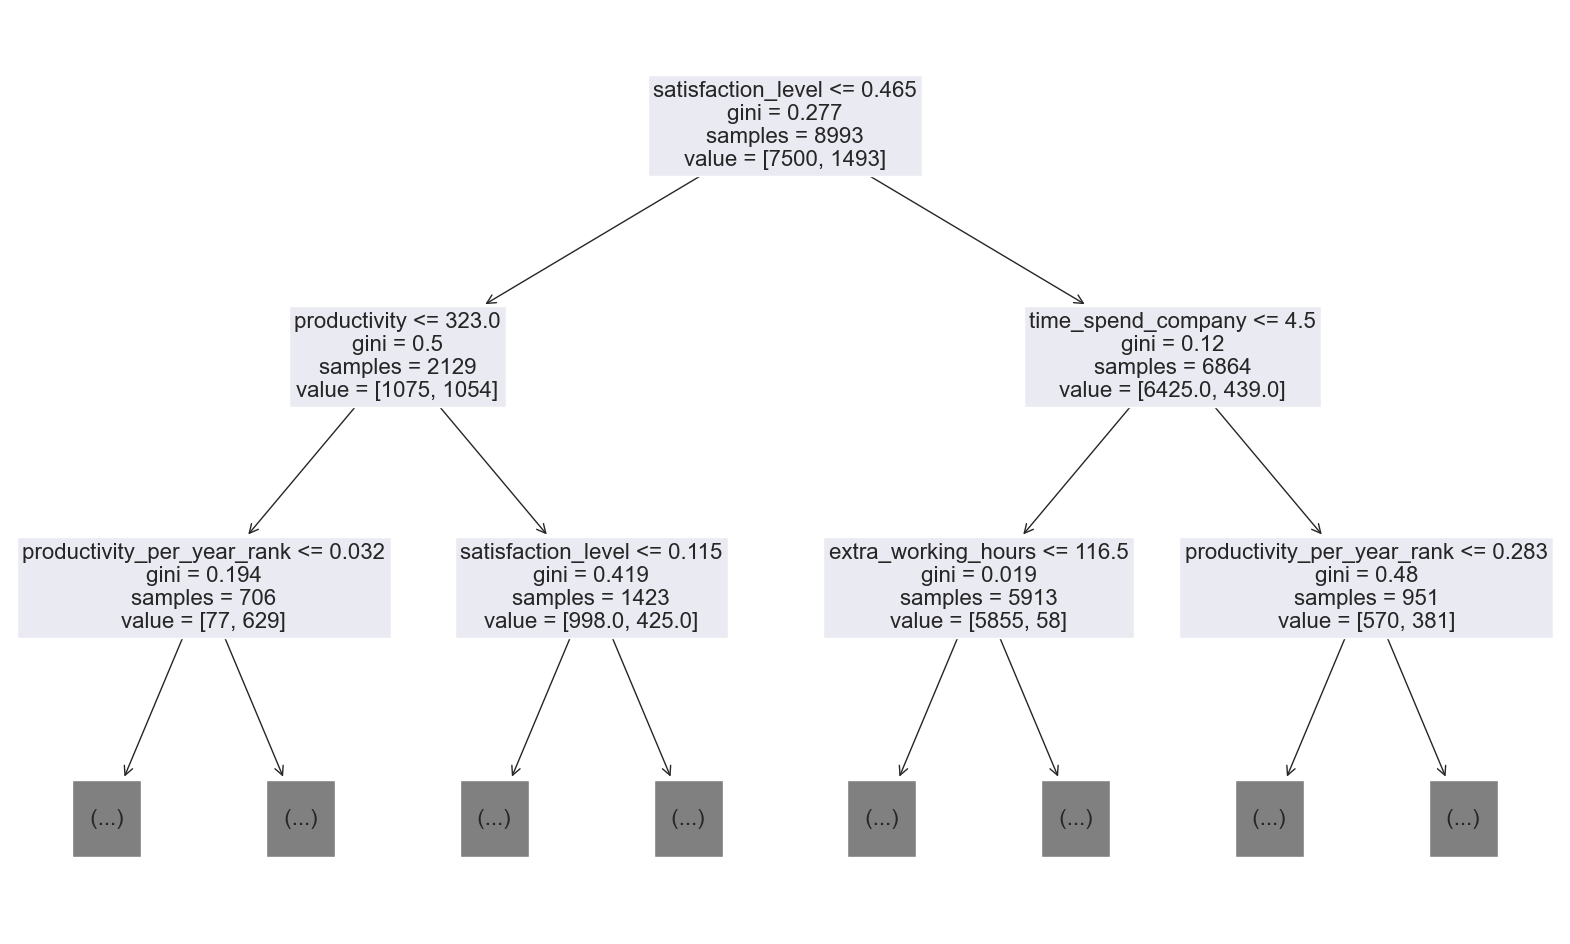 satisfaction_level <= 0.465
gini = 0.277
samples = 8993
value = [7500, 1493]
productivity <= 323.0
gini = 0.5
samples = 2129
value = [1075, 1054]
time_spend_company <= 4.5
gini = 0.12
samples = 6864
value = [6425.0, 439.0]
productivity_per_year_rank <= 0.032
gini = 0.194
samples = 706
value = [77, 629]
satisfaction_level <= 0.115
gini = 0.419
samples = 1423
value = [998.0, 425.0]
extra_working_hours <= 116.5
gini = 0.019
samples = 5913
value = [5855, 58]
productivity_per_year_rank <= 0.283
gini = 0.48
samples = 951
value = [570, 381]
(...)
(...)
(...)
(...)
(...)
(...)
(...)
(...)